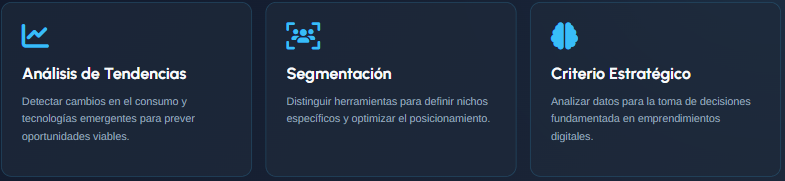 Análisis de Tendencias
Detectar cambios en el consumo y
tecnologías emergentes para prever
oportunidades viables.
Segmentación
Distinguir herramientas para definir nichos
específicos y optimizar el posicionamiento.
Criterio Estratégico
Analizar datos para la toma de decisiones
fundamentada en emprendimientos
digitales.